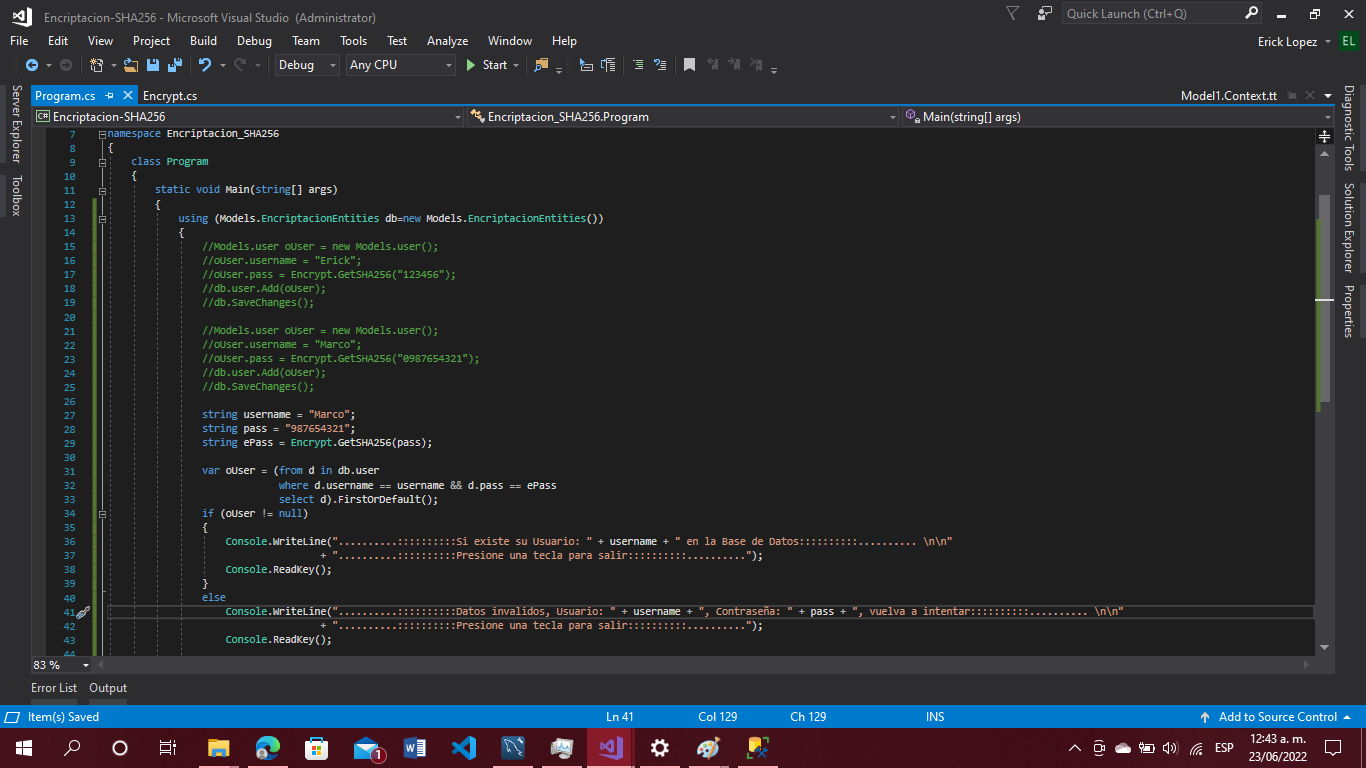 Encriptacion-SHA256 - Microsoft Visual Studio (Administrator)
Quick Launch (Ctrl+Q)
File Edit View Project Build Debug Team Tools Test Analyze Window Help
Erick Lopez EL
Debug Any CPU Start
Program.cs Encrypt.cs Model1.Context.tt
C# Encriptacion-SHA256 Encriptacion_SHA256.Program Main(string[] args)
Server Explorer
Toolbox
Diagnostic Tools
Solution Explorer
Properties
7 namespace Encriptacion_SHA256
8 {
9 class Program
10 {
11 static void Main(string[] args)
12 {
13 using (Models.EncriptacionEntities db=new Models.EncriptacionEntities())
14 {
15 //Models.user oUser = new Models.user();
16 //oUser.username = "Erick";
17 //oUser.pass = Encrypt.GetSHA256("123456");
18 //db.user.Add(oUser);
19 //db.SaveChanges();
20
21 //Models.user oUser = new Models.user();
22 //oUser.username = "Marco";
23 //oUser.pass = Encrypt.GetSHA256("0987654321");
24 //db.user.Add(oUser);
25 //db.SaveChanges();
26
27 string username = "Marco";
28 string pass = "987654321";
29 string ePass = Encrypt.GetSHA256(pass);
30
31 var oUser = (from d in db.user
32 where d.username == username && d.pass == ePass
33 select d).FirstOrDefault();
34 if (oUser != null)
35 {
36 Console.WriteLine("..........::::::::::Si existe su Usuario: " + username + " en la Base de Datos::::::::::.......... \n\n"
37 + "..........::::::::::Presione una tecla para salir::::::::::..........");
38 Console.ReadKey();
39 }
40 else
41 Console.WriteLine("..........::::::::::Datos invalidos, Usuario: " + username + ", Contraseña: " + pass + ", vuelva a intentar::::::::::.......... \n\n"
42 + "..........::::::::::Presione una tecla para salir::::::::::..........");
43 Console.ReadKey();
44
83 %
Error List Output
Item(s) Saved Ln 41 Col 129 Ch 129 INS Add to Source Control
1
ESP
12:43 a. m.
23/06/2022